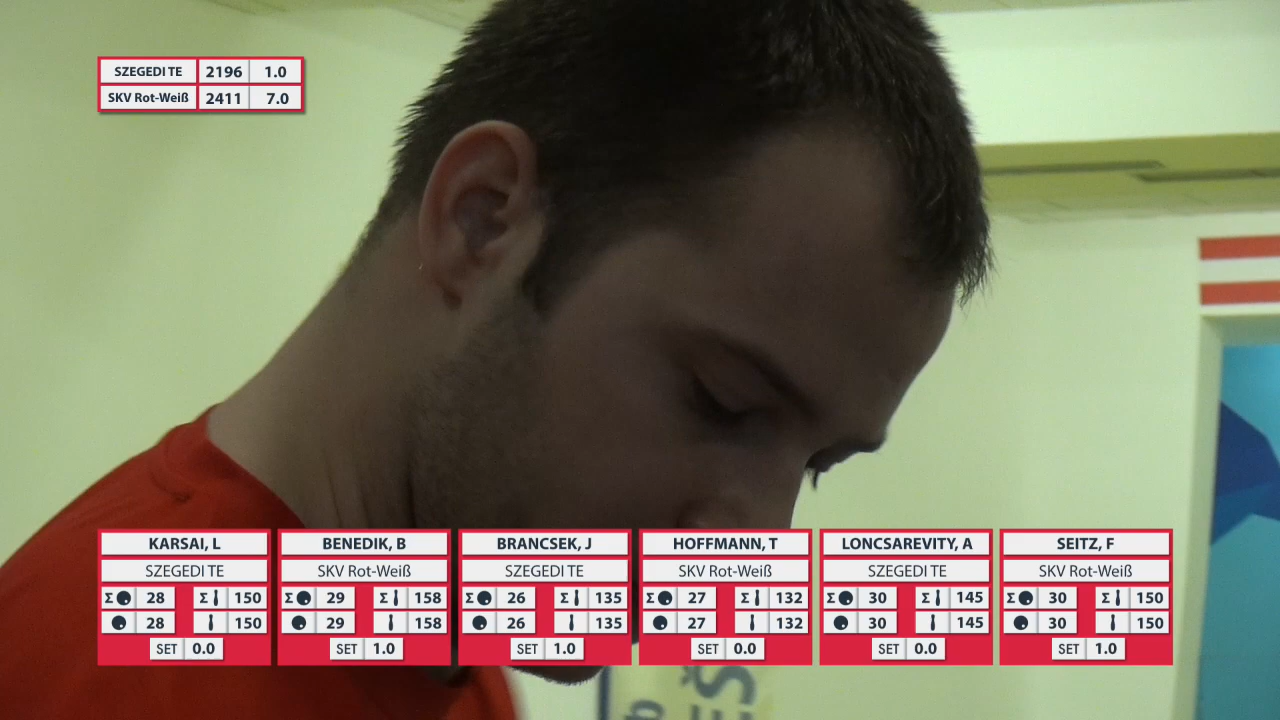 SZEGEDI TE 2196 1.0
SKV Rot-Weiß 2411 7.0
KARSAI, L
SZEGEDI TE
Σ 28 Σ 150
28 150
SET 0.0
BENEDIK, B
SKV Rot-Weiß
Σ 29 Σ 158
29 158
SET 1.0
BRANCSEK, J
SZEGEDI TE
Σ 26 Σ 135
26 135
SET 1.0
HOFFMANN, T
SKV Rot-Weiß
Σ 27 Σ 132
27 132
SET 0.0
LONCSAREVITY, A
SZEGEDI TE
Σ 30 Σ 145
30 145
SET 0.0
SEITZ, F
SKV Rot-Weiß
Σ 30 Σ 150
30 150
SET 1.0